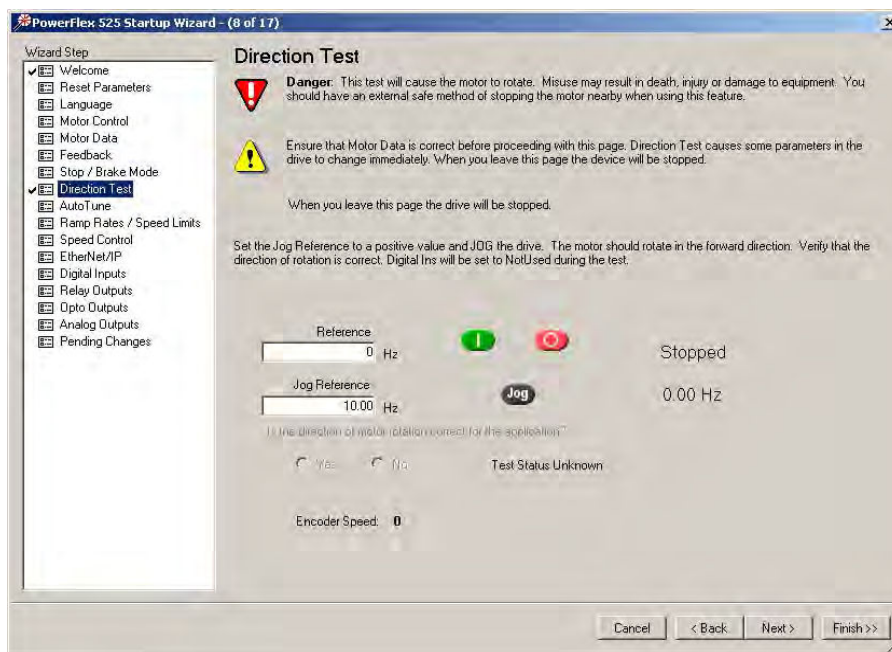 PowerFlex 525 Startup Wizard - (8 of 17)
Wizard Step
Welcome
Reset Parameters
Language
Motor Control
Motor Data
Feedback
Stop / Brake Mode
Direction Test
AutoTune
Ramp Rates / Speed Limits
Speed Control
EtherNet/IP
Digital Inputs
Relay Outputs
Opto Outputs
Analog Outputs
Pending Changes
Direction Test
Danger: This test will cause the motor to rotate. Misuse may result in death, injury or damage to equipment. You
should have an external safe method of stopping the motor nearby when using this feature.
Ensure that Motor Data is correct before proceeding with this page. Direction Test causes some parameters in the
drive to change immediately. When you leave this page the device will be stopped.
When you leave this page the drive will be stopped.
Set the Jog Reference to a positive value and JOG the drive. The motor should rotate in the forward direction. Verify that the
direction of rotation is correct. Digital Ins will be set to NotUsed during the test.
Reference
0 Hz
Stopped
Jog Reference
10.00 Hz
Jog
0.00 Hz
Is the direction of motor rotation correct for the application?
Yes No Test Status Unknown
Encoder Speed: 0
Cancel < Back Next > Finish >>